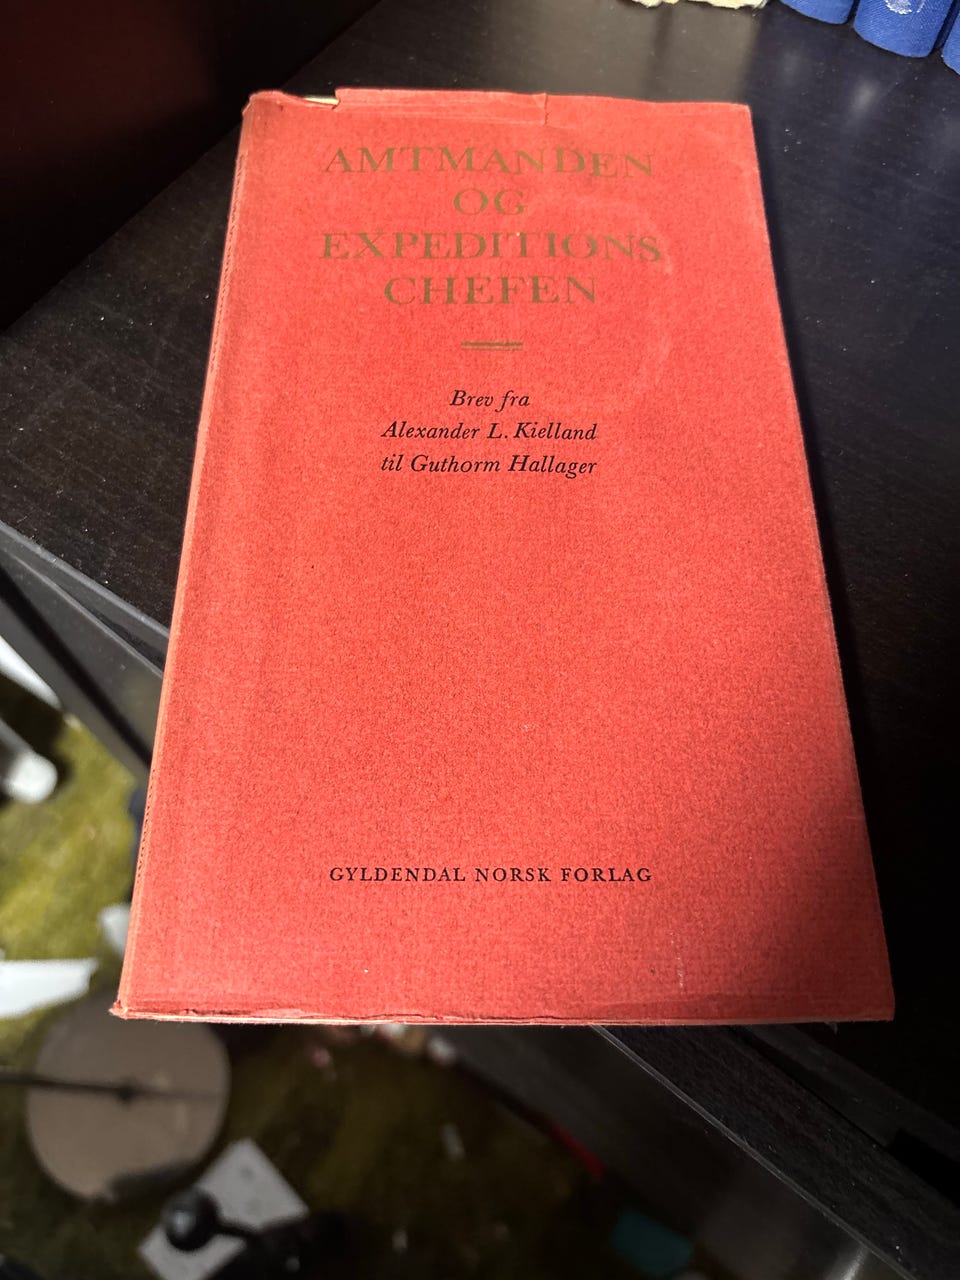 AMTMANDEN
OG
EXPEDITIONS
CHEFEN
Brev fra
Alexander L. Kielland
til Guthorm Hallager
GYLDENDAL NORSK FORLAG